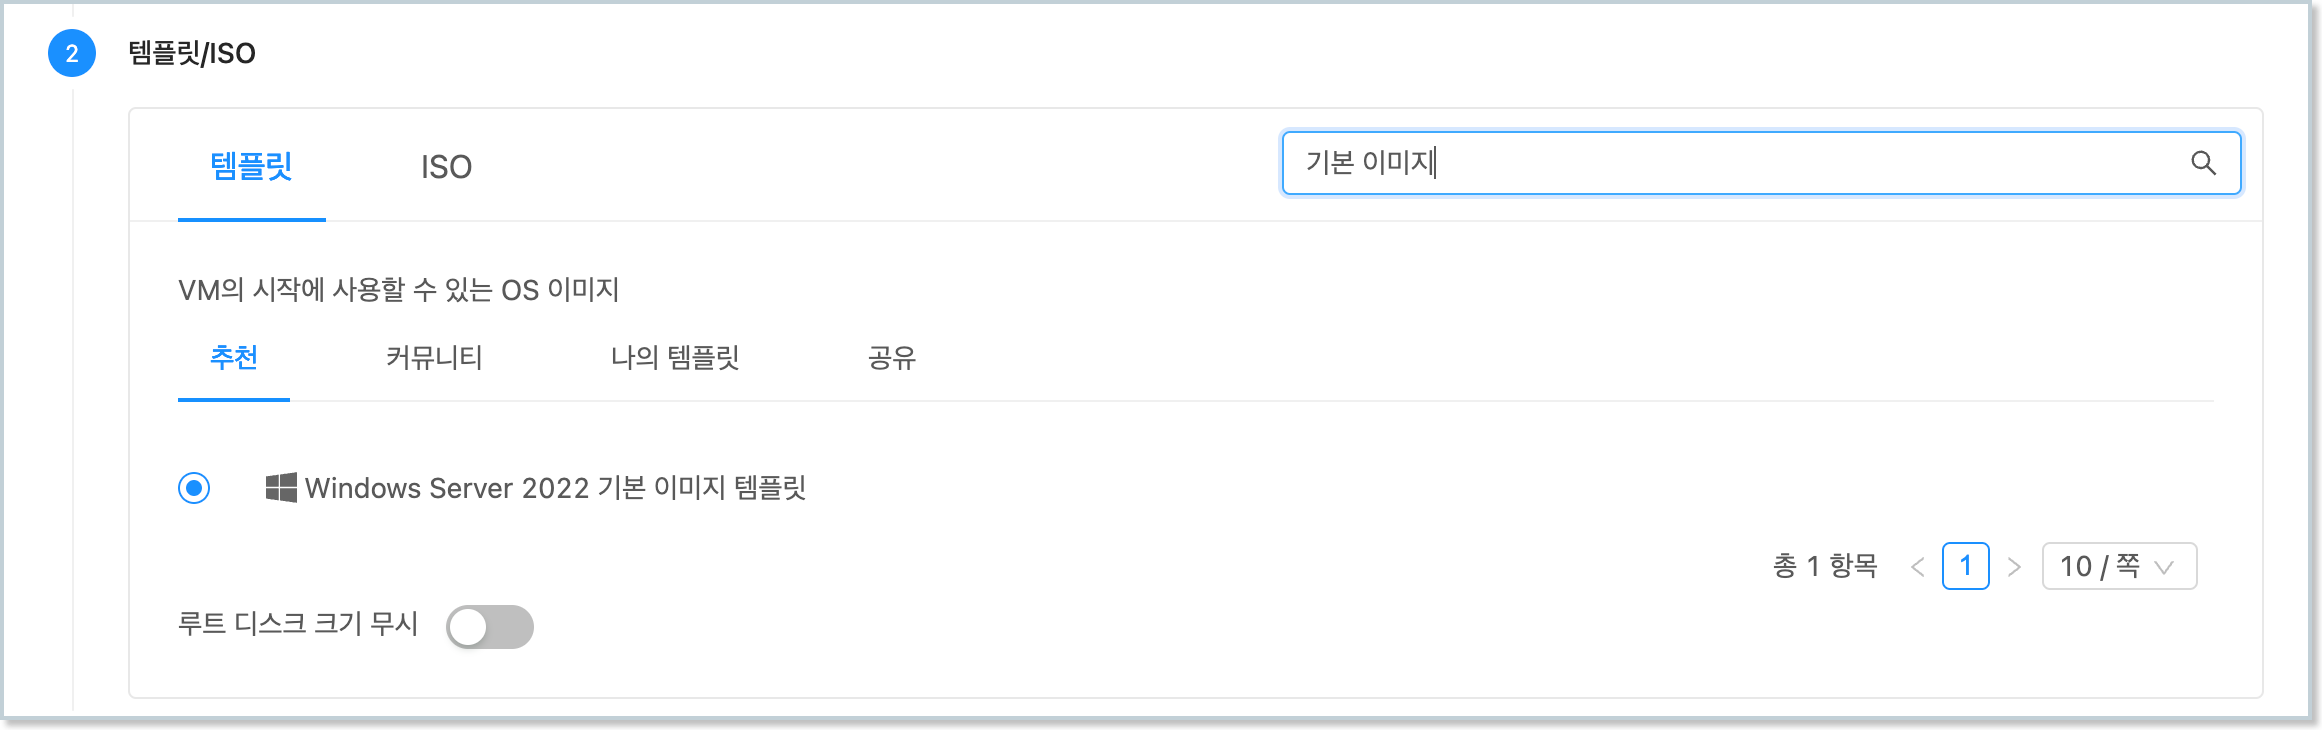 2 템플릿/ISO
템플릿 ISO 기본 이미지
VM의 시작에 사용할 수 있는 OS 이미지
추천 커뮤니티 나의 템플릿 공유
Windows Server 2022 기본 이미지 템플릿
총 1 항목 < 1 > 10 / 쪽
루트 디스크 크기 무시